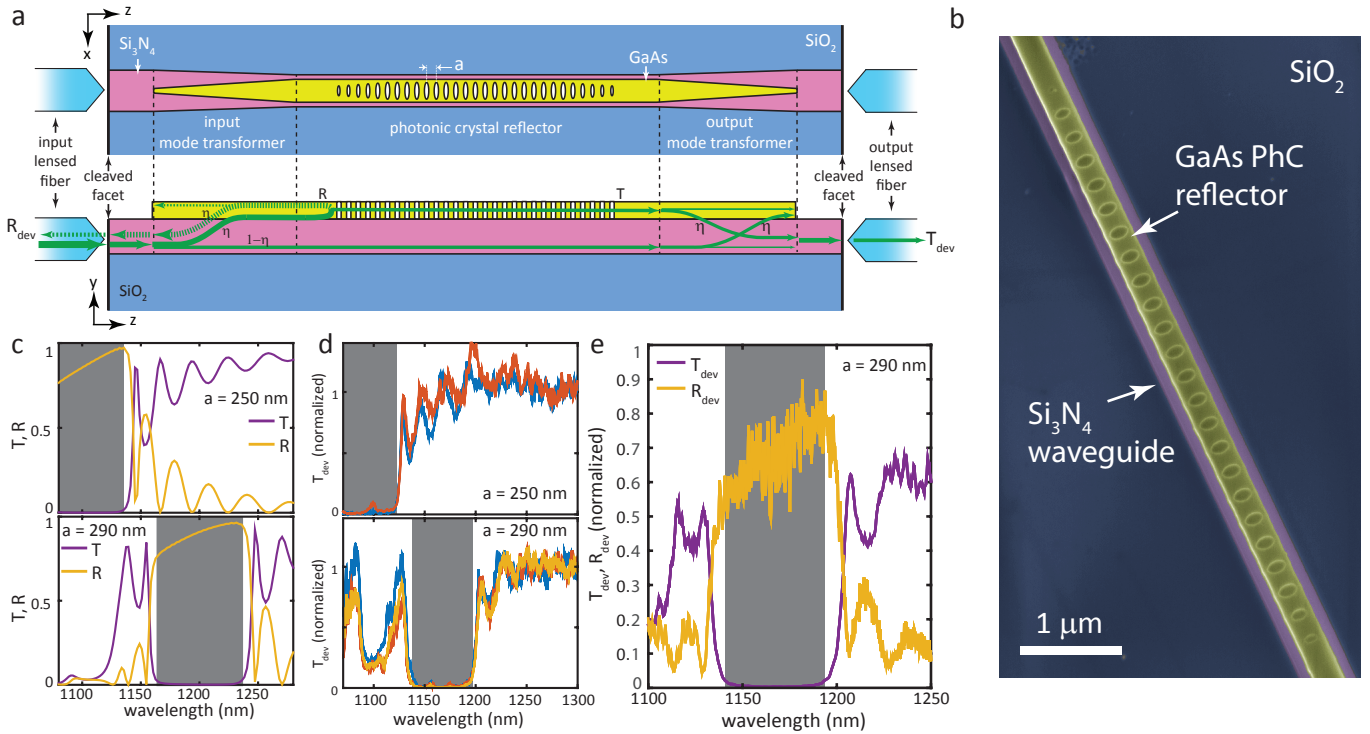 a
z
x
Si3N4
a
GaAs
SiO2
input
mode transformer
photonic crystal reflector
output
mode transformer
input
lensed
fiber
cleaved
facet
cleaved
facet
output
lensed
fiber
Rdev
R
T
η
η
1−η
η
η
Tdev
SiO2
y
z
b
SiO2
GaAs PhC
reflector
Si3N4
waveguide
1 μm
c
1
0.5
0
T, R
a = 250 nm
T
R
1
0.5
0
T, R
a = 290 nm
T
R
1100
1150
1200
1250
wavelength (nm)
d
1
0
Tdev (normalized)
a = 250 nm
1
0
Tdev (normalized)
a = 290 nm
1100
1150
1200
1250
1300
wavelength (nm)
e
1
0.9
0.8
0.7
0.6
0.5
0.4
0.3
0.2
0.1
0
Tdev, Rdev (normalized)
Tdev
Rdev
a = 290 nm
1100
1150
1200
1250
wavelength (nm)